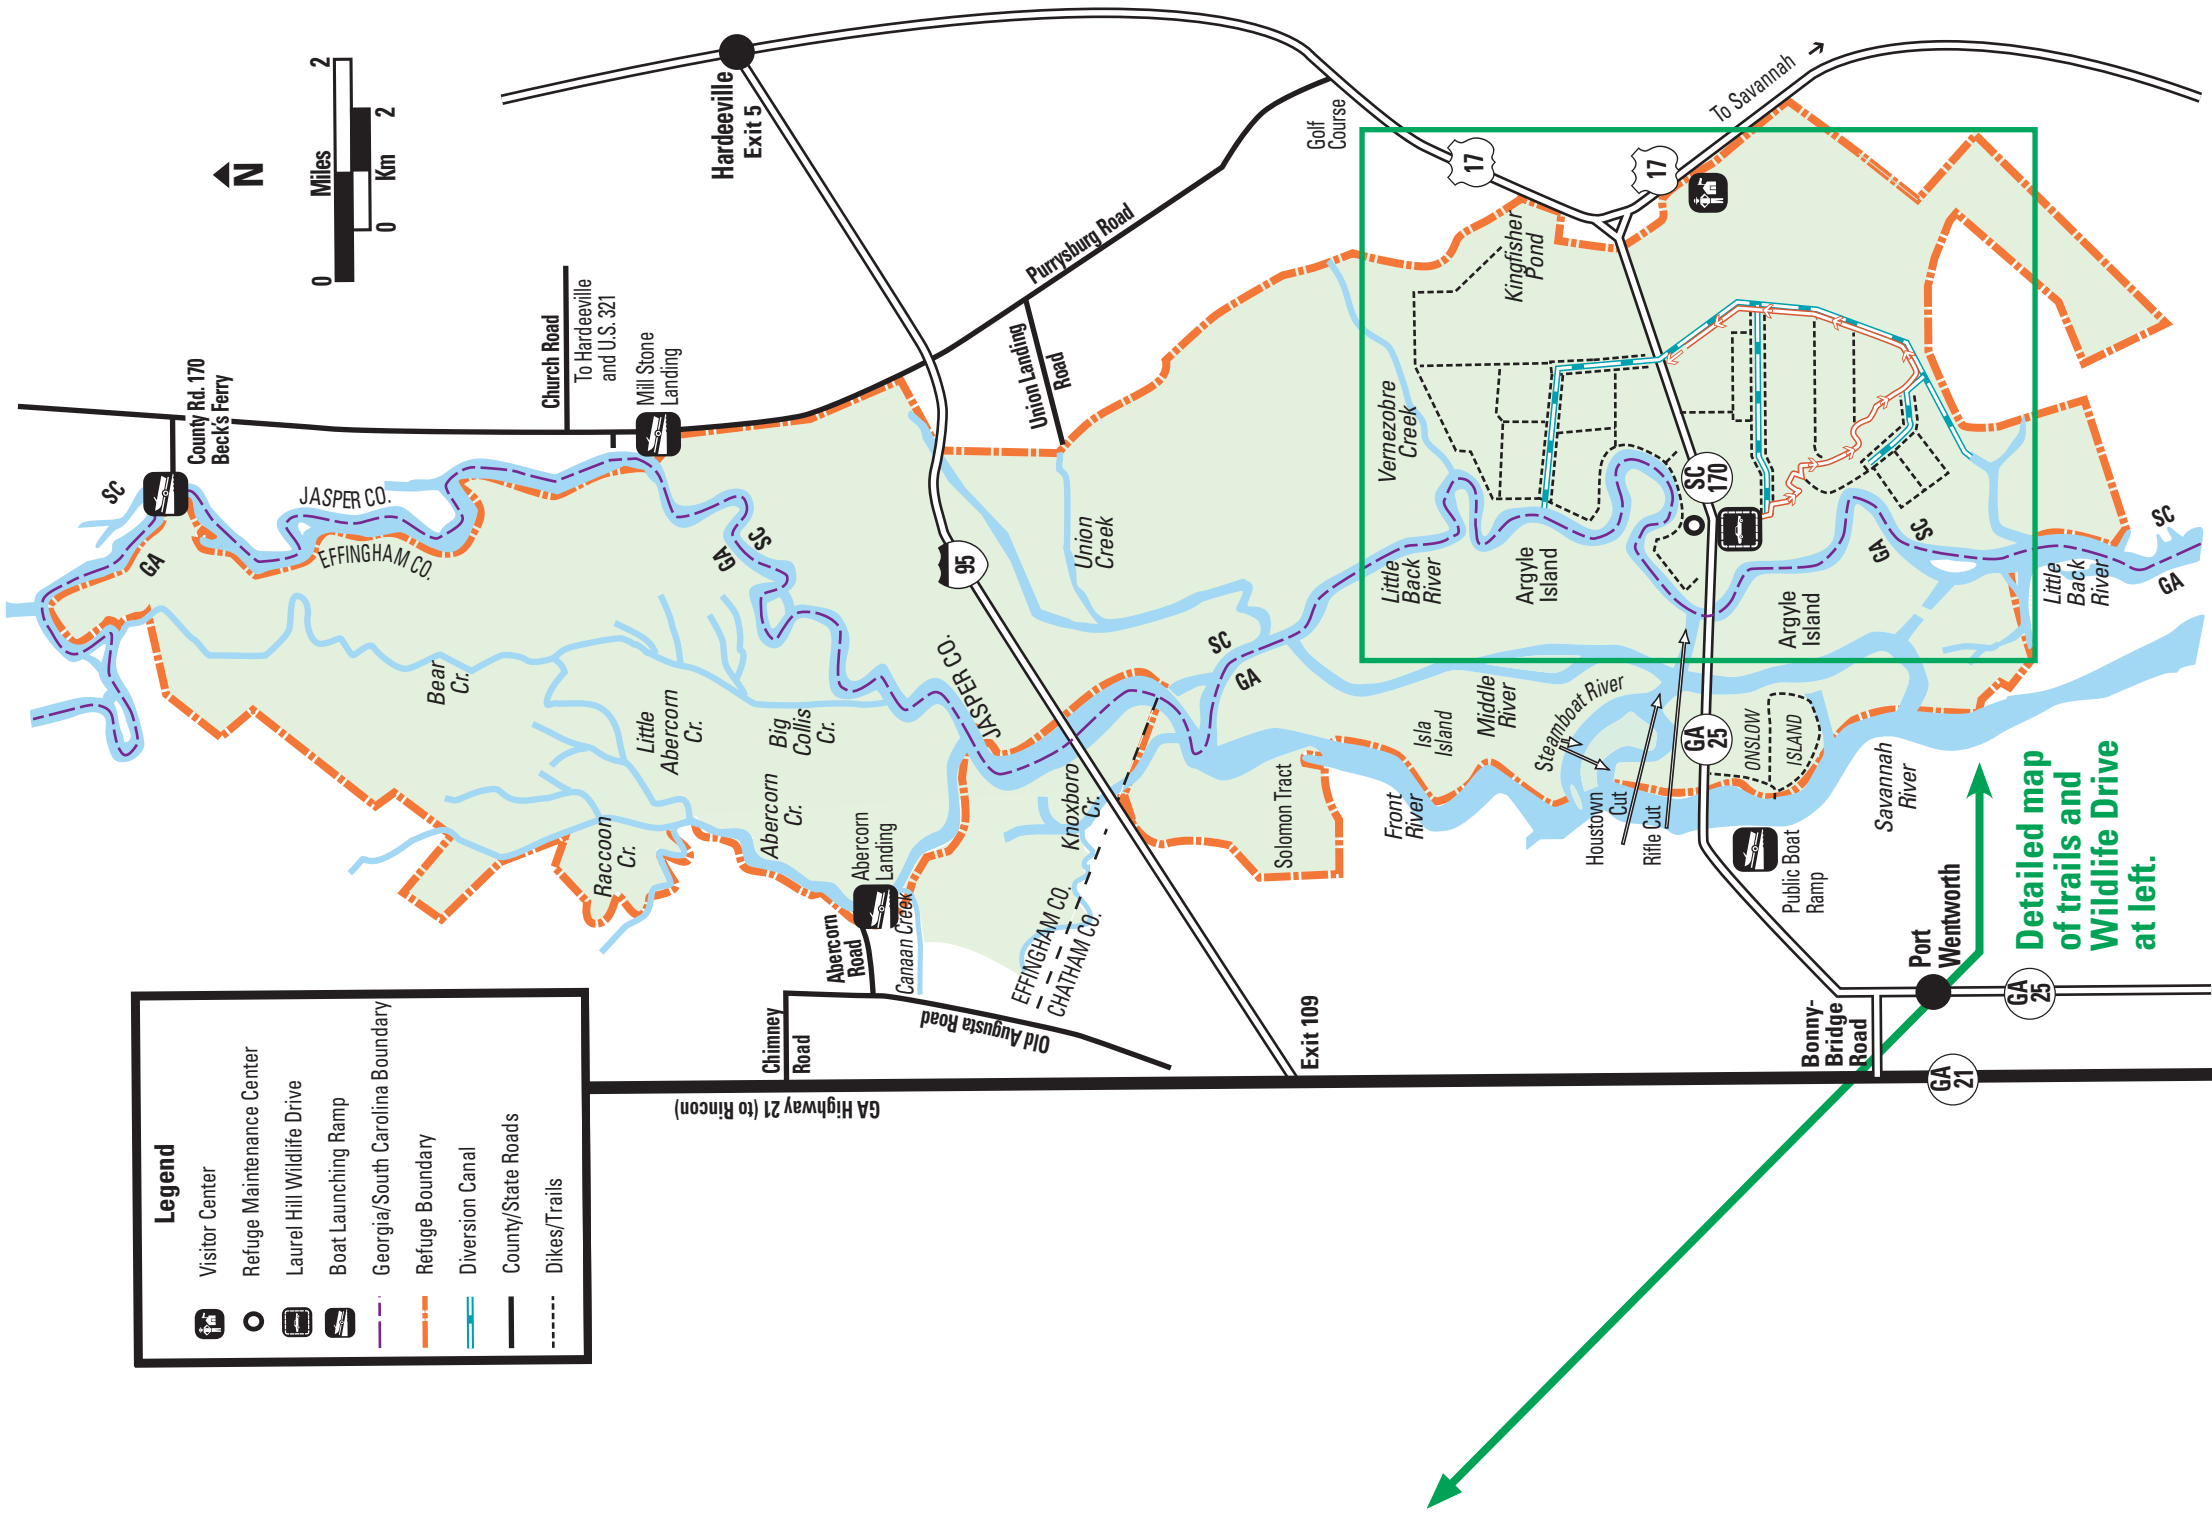 Legend
Visitor Center
Refuge Maintenance Center
Laurel Hill Wildlife Drive
Boat Launching Ramp
Georgia/South Carolina Boundary
Refuge Boundary
Diversion Canal
County/State Roads
Dikes/Trails
N
Miles
0
2
Km
0
2
County Rd. 170
Beck's Ferry
SC
GA
JASPER CO.
EFFINGHAM CO.
Church Road
To Hardeeville
and U.S. 321
Mill Stone
Landing
Hardeeville
Exit 5
Bear
Cr.
Little
Abercorn
Cr.
Big
Collis
Cr.
Raccoon
Cr.
Abercorn
Cr.
Abercorn
Landing
Abercorn
Road
Canaan Creek
GA
SC
Chimney
Road
Old Augusta Road
GA Highway 21 (to Rincon)
JASPER CO.
95
Purrysburg Road
Union Landing
Road
Union
Creek
Knoxboro
Cr.
EFFINGHAM CO.
CHATHAM CO.
Exit 109
SC
GA
Solomon Tract
Golf
Course
17
17
To Savannah
Kingfisher
Pond
Vernezobre
Creek
Little
Back
River
Argyle
Island
SC
170
Isla
Island
Middle
River
Steamboat River
Front
River
Houstown
Cut
Rifle Cut
GA
25
ONSLOW
ISLAND
Argyle
Island
GA
SC
Little
Back
River
SC
GA
Savannah
River
Public Boat
Ramp
Port
Wentworth
Bonny-
Bridge
Road
GA
25
GA
21
Detailed map
of trails and
Wildlife Drive
at left.